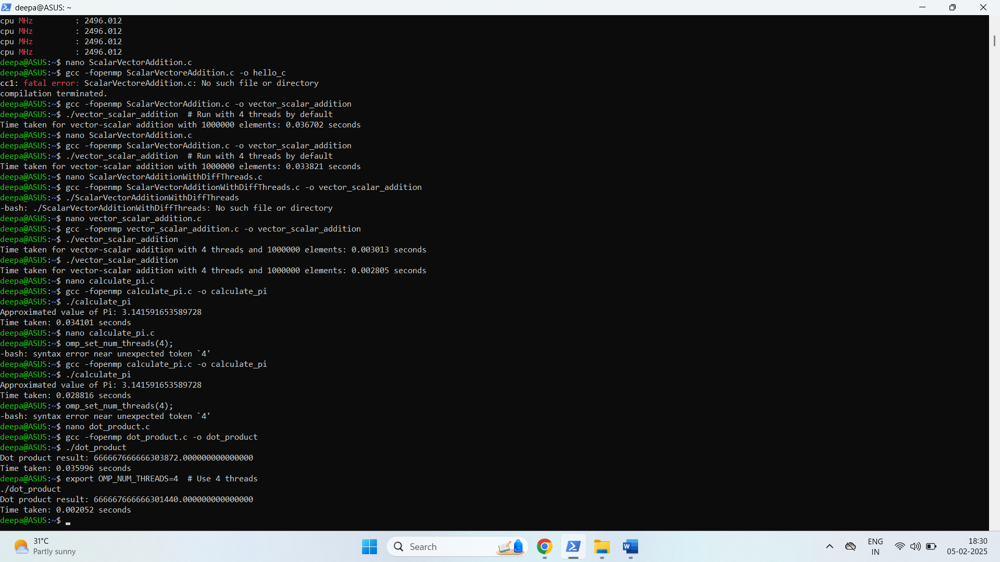 deepa@ASUS: ~
cpu MHz : 2496.012
cpu MHz : 2496.012
cpu MHz : 2496.012
cpu MHz : 2496.012
deepa@ASUS:~$ nano ScalarVectorAddition.c
deepa@ASUS:~$ gcc -fopenmp ScalarVectoreAddition.c -o hello_c
cc1: fatal error: ScalarVectoreAddition.c: No such file or directory
compilation terminated.
deepa@ASUS:~$ gcc -fopenmp ScalarVectorAddition.c -o vector_scalar_addition
deepa@ASUS:~$ ./vector_scalar_addition  # Run with 4 threads by default
Time taken for vector-scalar addition with 1000000 elements: 0.036702 seconds
deepa@ASUS:~$ nano ScalarVectorAddition.c
deepa@ASUS:~$ gcc -fopenmp ScalarVectorAddition.c -o vector_scalar_addition
deepa@ASUS:~$ ./vector_scalar_addition  # Run with 4 threads by default
Time taken for vector-scalar addition with 1000000 elements: 0.033821 seconds
deepa@ASUS:~$ nano ScalarVectorAdditionWithDiffThreads.c
deepa@ASUS:~$ gcc -fopenmp ScalarVectorAdditionWithDiffThreads.c -o vector_scalar_addition
deepa@ASUS:~$ ./ScalarVectorAdditionWithDiffThreads
-bash: ./ScalarVectorAdditionWithDiffThreads: No such file or directory
deepa@ASUS:~$ nano vector_scalar_addition.c
deepa@ASUS:~$ gcc -fopenmp vector_scalar_addition.c -o vector_scalar_addition
deepa@ASUS:~$ ./vector_scalar_addition
Time taken for vector-scalar addition with 4 threads and 1000000 elements: 0.003013 seconds
deepa@ASUS:~$ ./vector_scalar_addition
Time taken for vector-scalar addition with 4 threads and 1000000 elements: 0.002805 seconds
deepa@ASUS:~$ nano calculate_pi.c
deepa@ASUS:~$ gcc -fopenmp calculate_pi.c -o calculate_pi
deepa@ASUS:~$ ./calculate_pi
Approximated value of Pi: 3.141591653589728
Time taken: 0.034101 seconds
deepa@ASUS:~$ nano calculate_pi.c
deepa@ASUS:~$ omp_set_num_threads(4);
-bash: syntax error near unexpected token `4'
deepa@ASUS:~$ gcc -fopenmp calculate_pi.c -o calculate_pi
deepa@ASUS:~$ ./calculate_pi
Approximated value of Pi: 3.141591653589728
Time taken: 0.028816 seconds
deepa@ASUS:~$ omp_set_num_threads(4);
-bash: syntax error near unexpected token `4'
deepa@ASUS:~$ nano dot_product.c
deepa@ASUS:~$ gcc -fopenmp dot_product.c -o dot_product
deepa@ASUS:~$ ./dot_product
Dot product result: 666667666666303872.000000000000000
Time taken: 0.035996 seconds
deepa@ASUS:~$ export OMP_NUM_THREADS=4  # Use 4 threads
./dot_product
Dot product result: 666667666666301440.000000000000000
Time taken: 0.002052 seconds
deepa@ASUS:~$ 
31°C
Partly sunny
Search
W
ENG
IN
18:30
05-02-2025